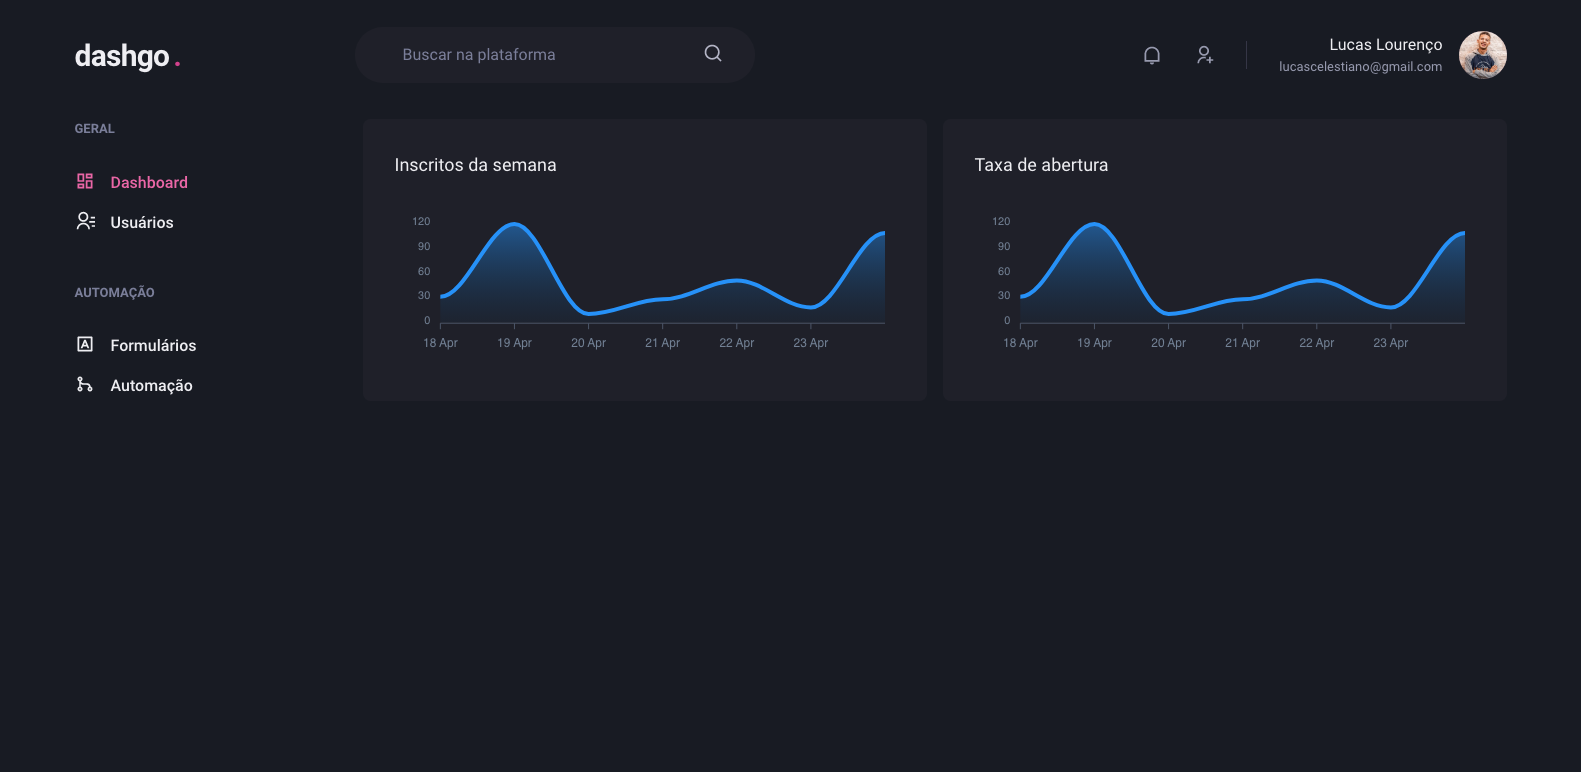 dashgo.
Buscar na plataforma
Lucas Lourenço
lucascelestiano@gmail.com
GERAL
Dashboard
Usuários
AUTOMAÇÃO
Formulários
Automação
Inscritos da semana
120
90
60
30
0
18 Apr 19 Apr 20 Apr 21 Apr 22 Apr 23 Apr
Taxa de abertura
120
90
60
30
0
18 Apr 19 Apr 20 Apr 21 Apr 22 Apr 23 Apr